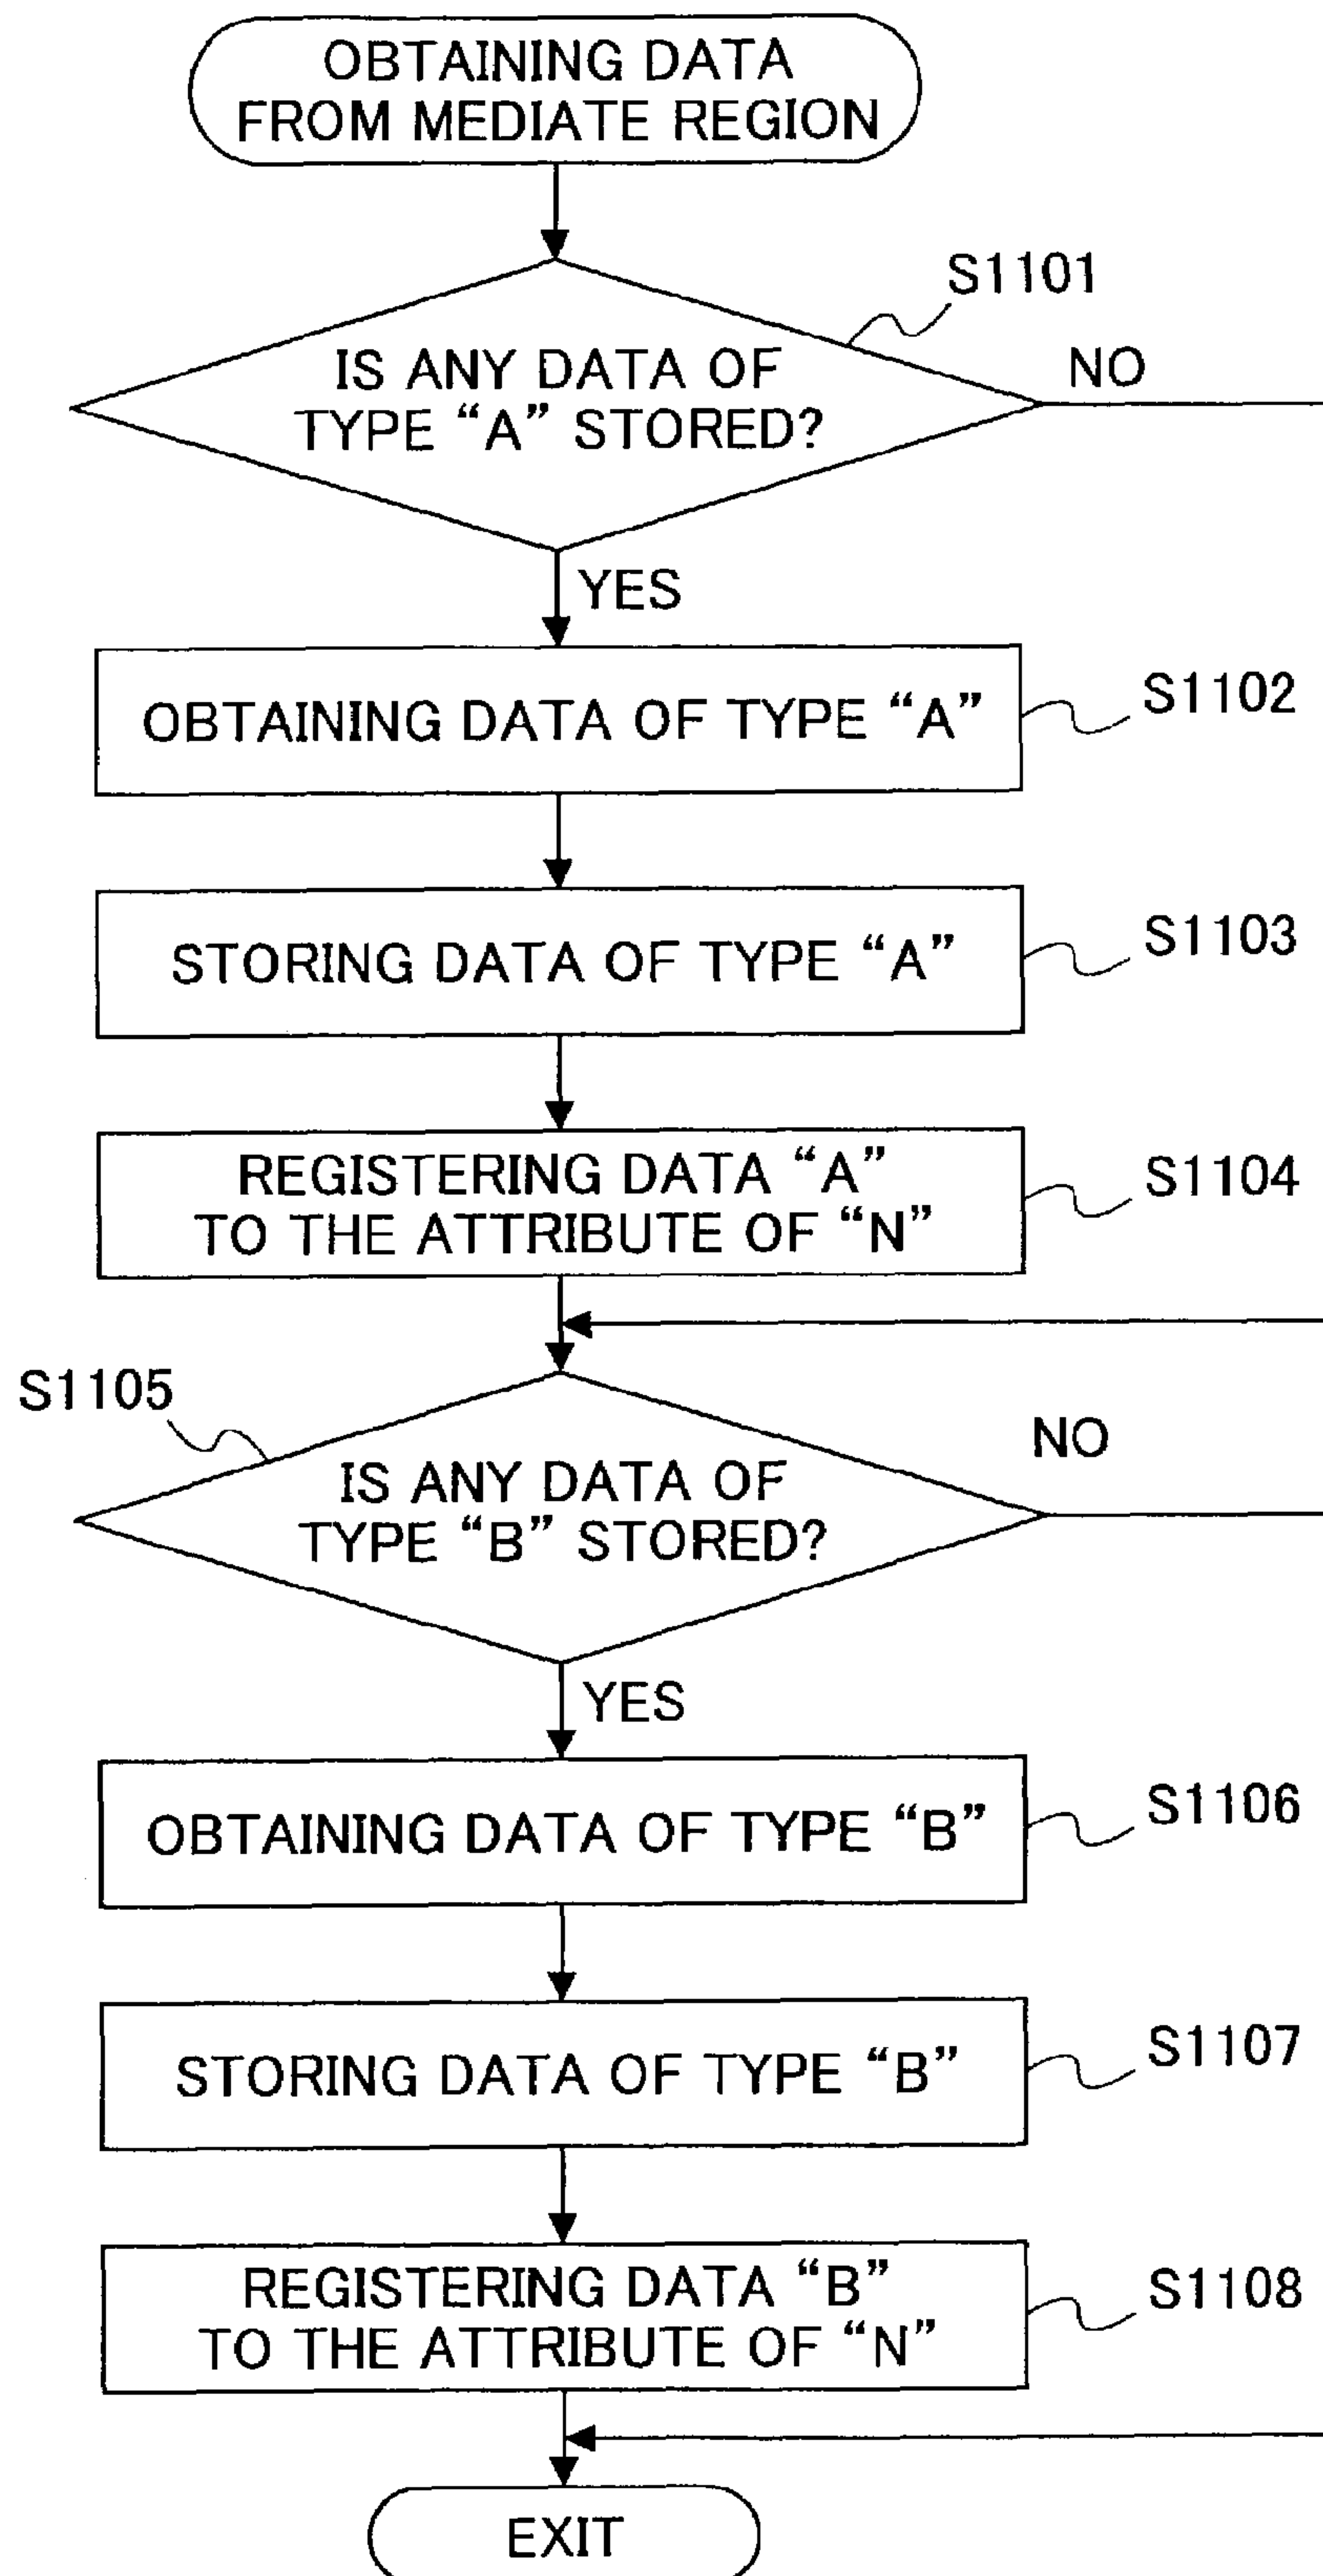 OBTAINING DATA
FROM MEDIATE REGION
S1101
IS ANY DATA OF
TYPE “A” STORED?
NO
YES
OBTAINING DATA OF TYPE “A”
S1102
STORING DATA OF TYPE “A”
S1103
REGISTERING DATA “A”
TO THE ATTRIBUTE OF “N”
S1104
S1105
IS ANY DATA OF
TYPE “B” STORED?
NO
YES
OBTAINING DATA OF TYPE “B”
S1106
STORING DATA OF TYPE “B”
S1107
REGISTERING DATA “B”
TO THE ATTRIBUTE OF “N”
S1108
EXIT